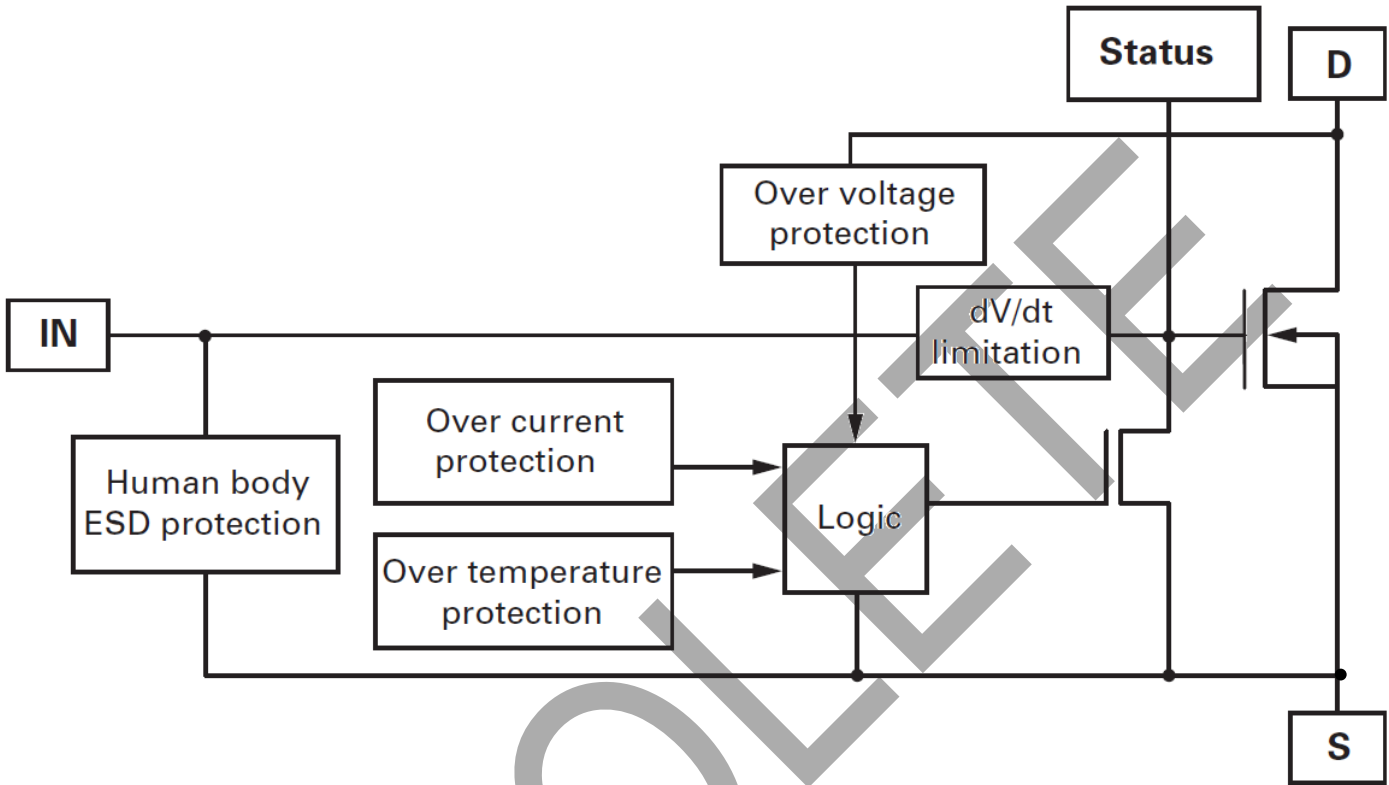 Status
D
Over voltage
protection
IN
dV/dt
limitation
Over current
protection
Human body
ESD protection
Logic
Over temperature
protection
S
OLETE